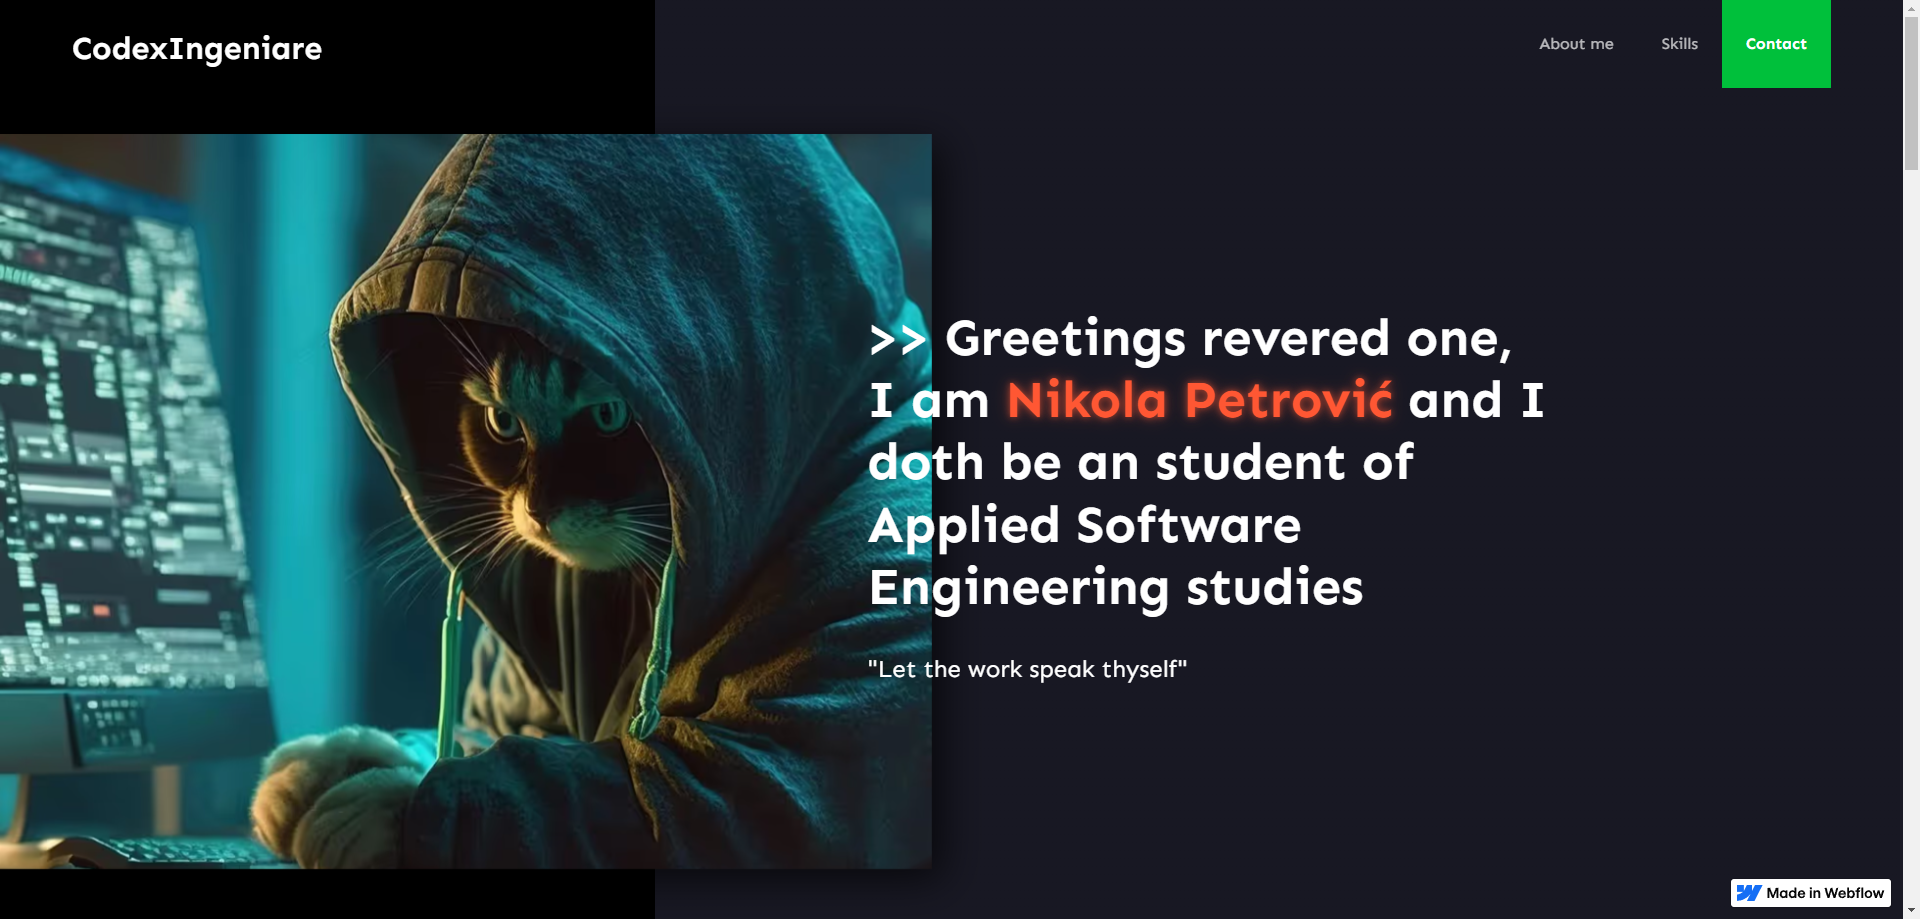 CodexIngeniare
About me
Skills
Contact
>> Greetings revered one,
I am Nikola Petrović and I
doth be an student of
Applied Software
Engineering studies
"Let the work speak thyself"
Made in Webflow